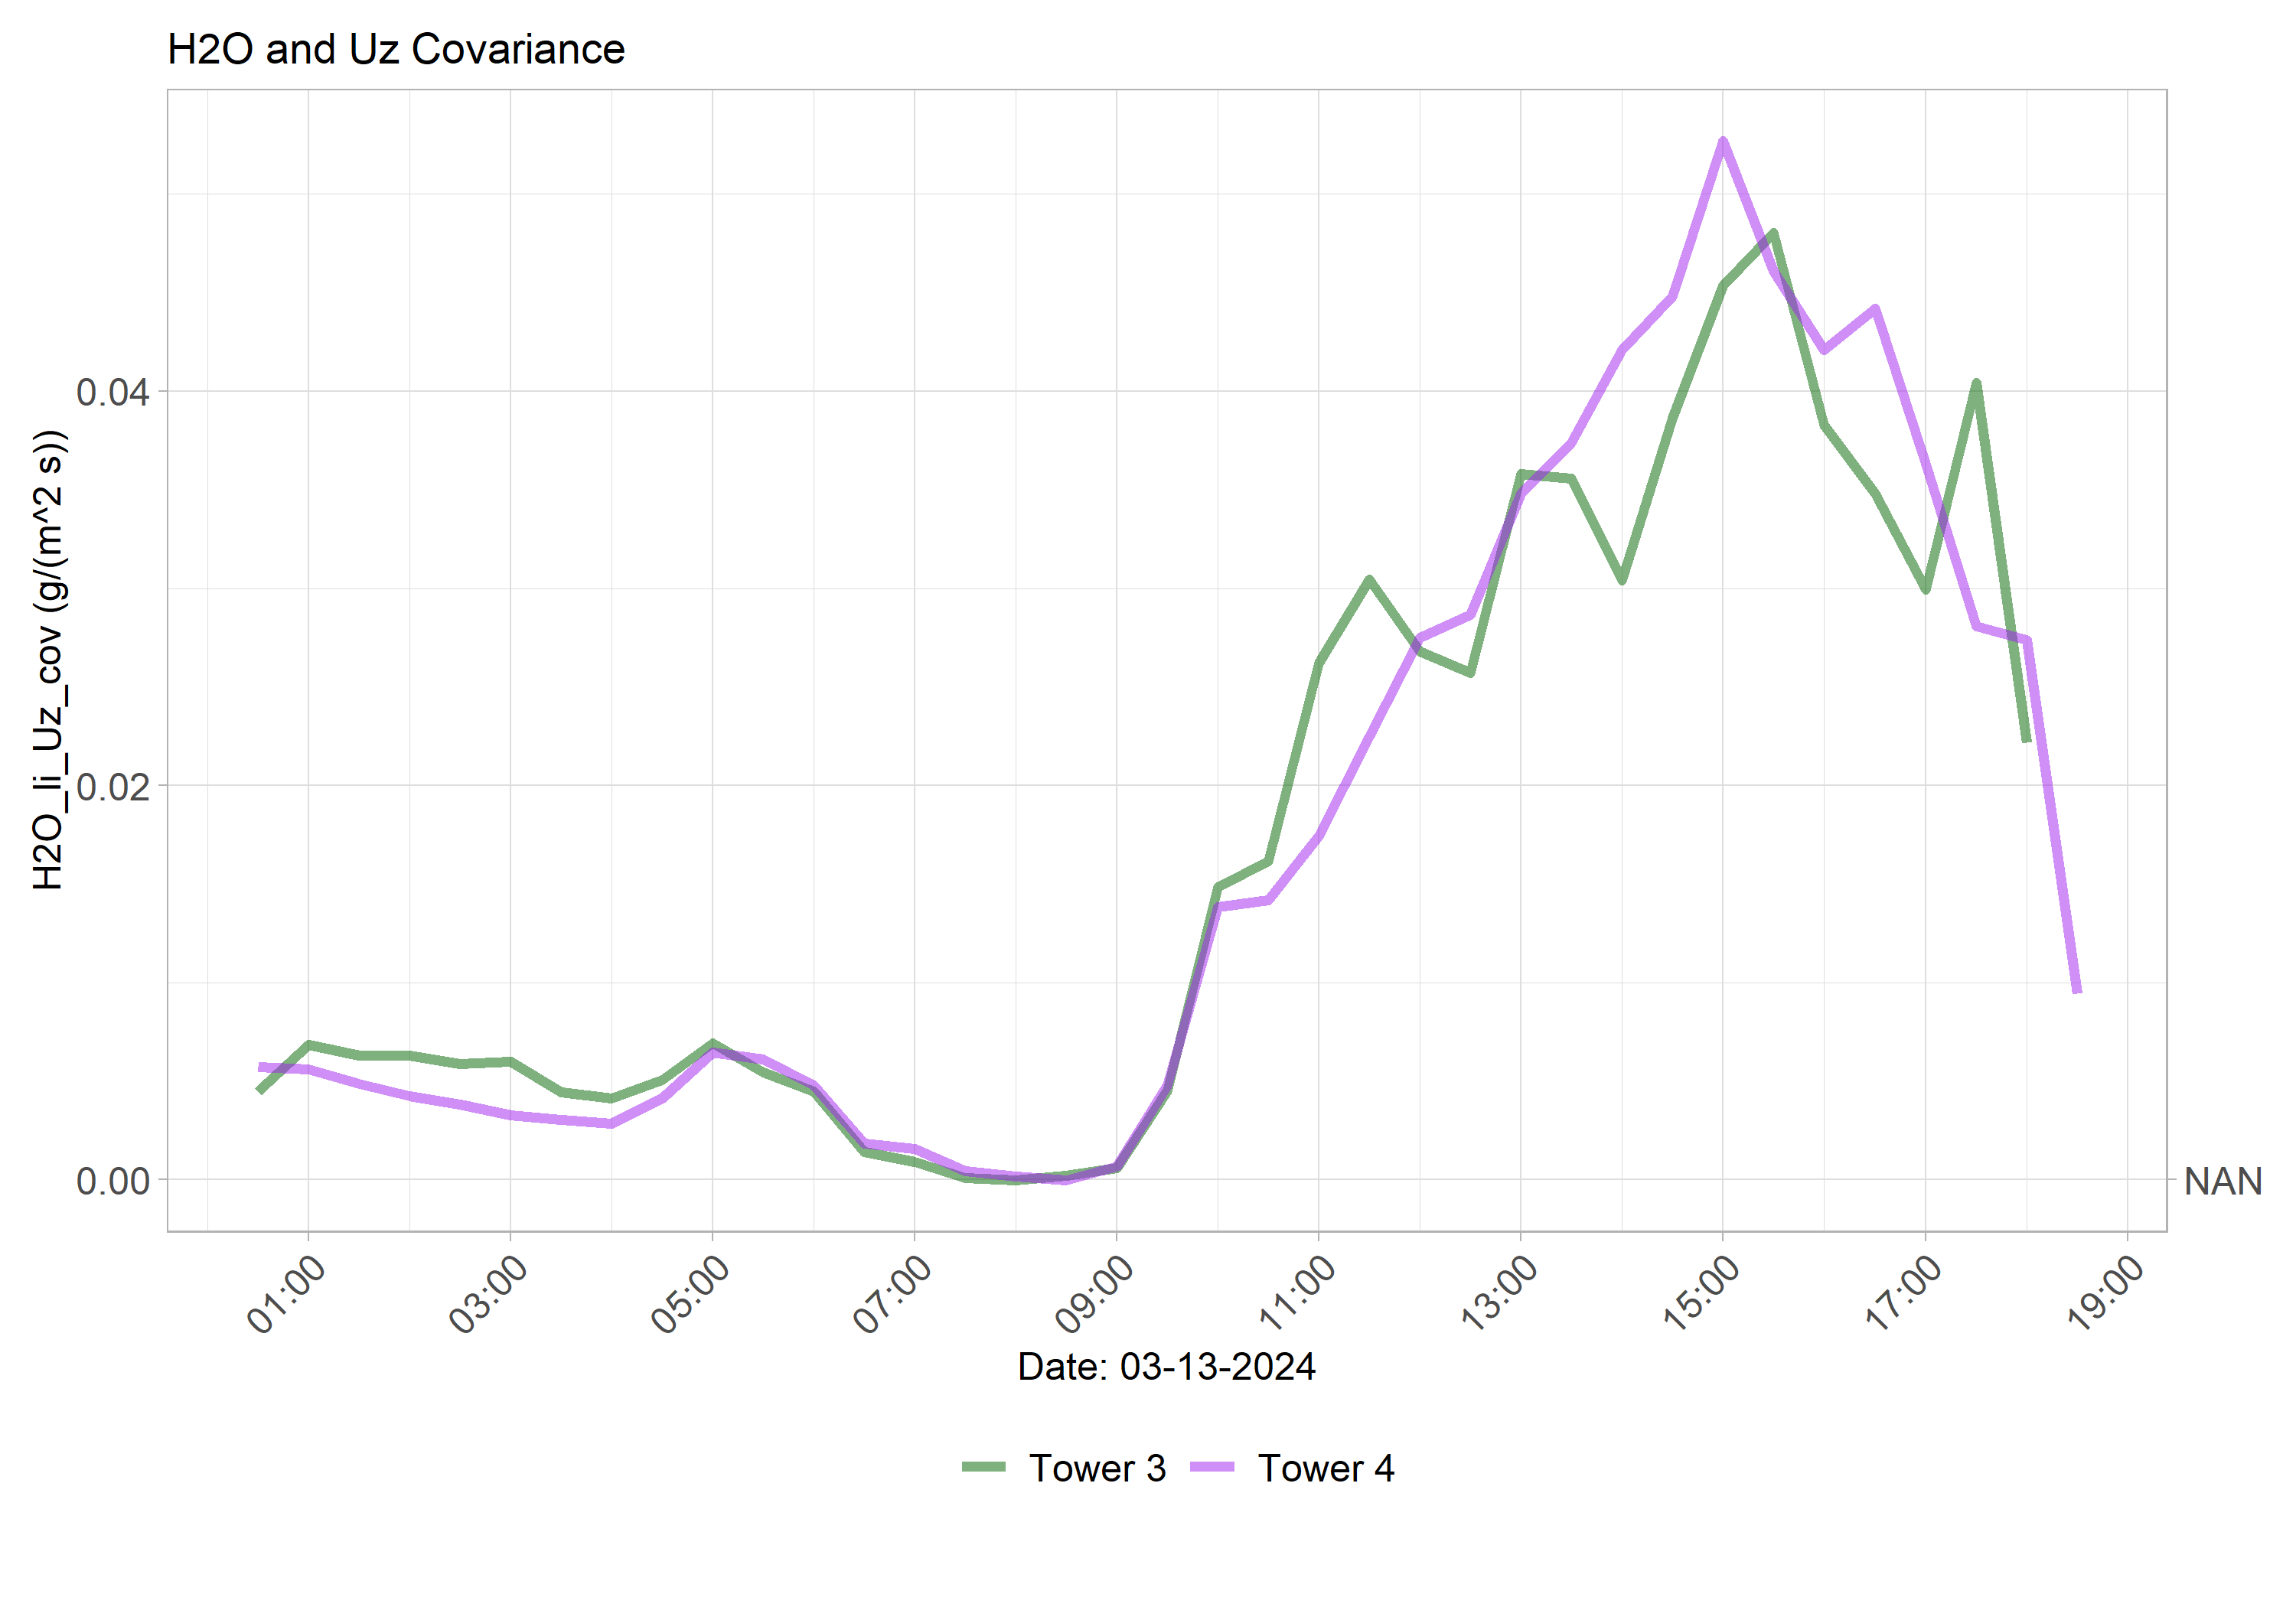 H2O and Uz Covariance
H2O_li_Uz_cov (g/(m^2 s))
0.04
0.02
0.00
NAN
01:00
03:00
05:00
07:00
09:00
11:00
13:00
15:00
17:00
19:00
Date: 03-13-2024
Tower 3
Tower 4